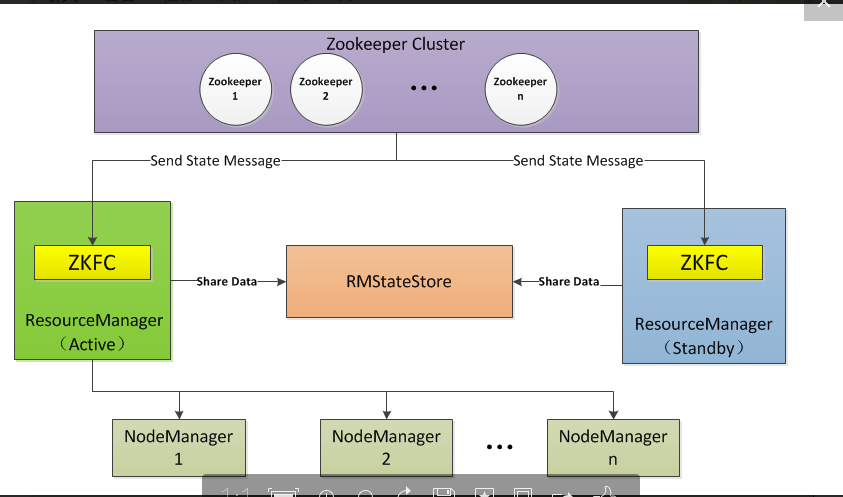 Zookeeper Cluster
Zookeeper
1
Zookeeper
2
...
Zookeeper
n
Send State Message
Send State Message
ZKFC
ResourceManager
（Active）
Share Data
RMStateStore
Share Data
ZKFC
ResourceManager
（Standby）
NodeManager
1
NodeManager
2
...
NodeManager
n